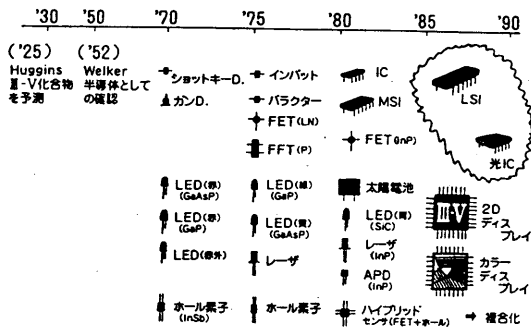 '30 '50 '70 '75 '80 '85 '90
('25) ('52)
Huggins
Ⅲ-V化合物
を予測
Welker
半導体として
の確認
ショットキーD.
ガンD.
インパット
バラクター
FET(LN)
FFT(P)
IC
MSI
FET(InP)
LSI
光IC
LED(赤)
(GaAsP)
LED(赤)
(GaP)
LED(赤外)
LED(緑)
(GaP)
LED(黄)
(GaAsP)
レーザ
太陽電池
LED(青)
(SiC)
レーザ
(InP)
APD
(InP)
ⅢV
2D
ディス
プレイ
カラー
ディス
プレイ
ホール素子
(InSb)
ホール素子
ハイブリッド
センサ(FET+ホール)
→ 複合化